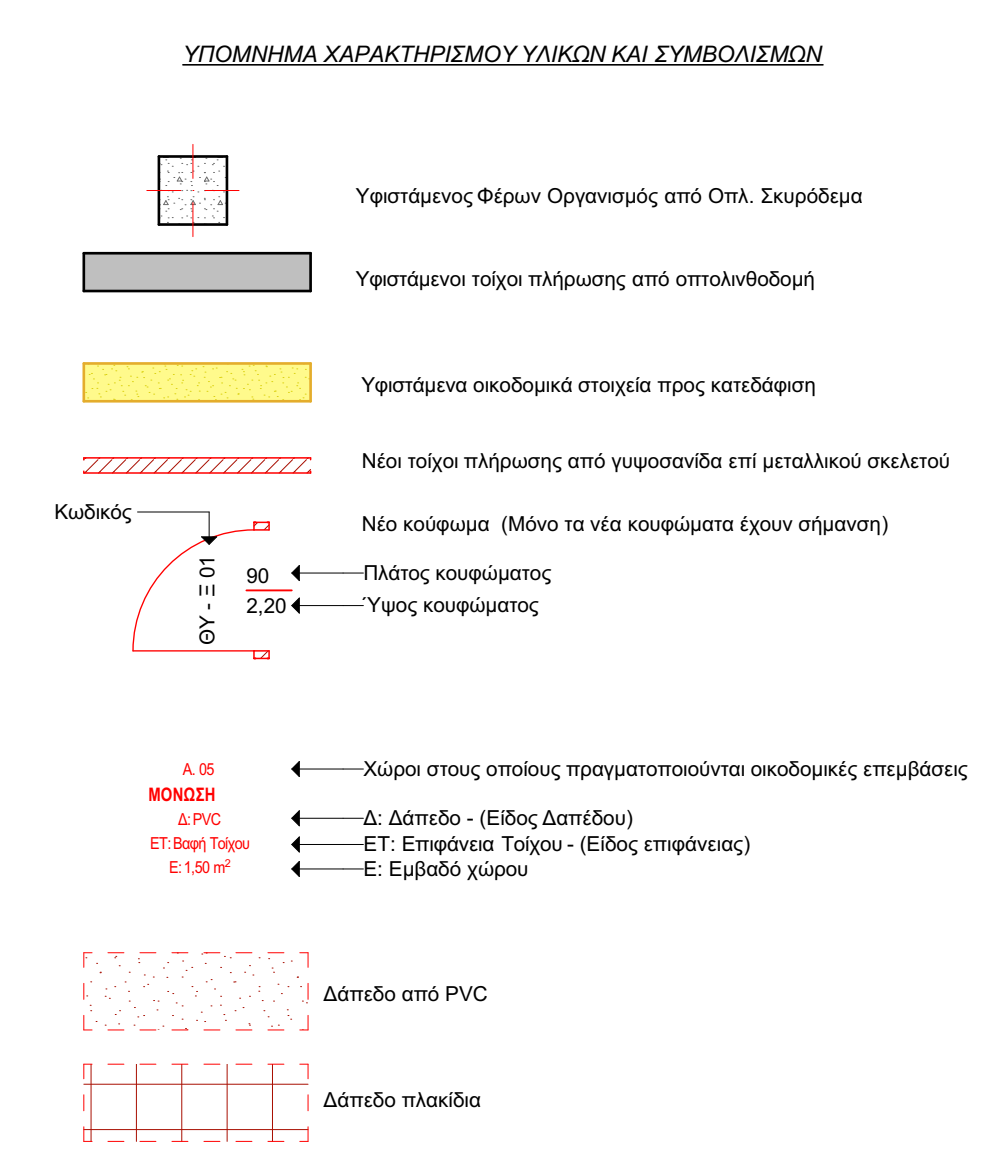 ΥΠΟΜΝΗΜΑ ΧΑΡΑΚΤΗΡΙΣΜΟΥ ΥΛΙΚΩΝ ΚΑΙ ΣΥΜΒΟΛΙΣΜΩΝ
Υφιστάμενος Φέρων Οργανισμός από Οπλ. Σκυρόδεμα
Υφιστάμενοι τοίχοι πλήρωσης από οπτολινθοδομή
Υφιστάμενα οικοδομικά στοιχεία προς κατεδάφιση
Νέοι τοίχοι πλήρωσης από γυψοσανίδα επί μεταλλικού σκελετού
Κωδικός
Νέο κούφωμα (Μόνο τα νέα κουφώματα έχουν σήμανση)
ΘΥ - Ξ 01
90
Πλάτος κουφώματος
2,20
Ύψος κουφώματος
Α. 05
Χώροι στους οποίους πραγματοποιούνται οικοδομικές επεμβάσεις
ΜΟΝΩΣΗ
Δ: PVC
Δ: Δάπεδο - (Είδος Δαπέδου)
ΕΤ: Βαφή Τοίχου
ΕΤ: Επιφάνεια Τοίχου - (Είδος επιφάνειας)
Ε: 1,50 m²
Ε: Εμβαδό χώρου
Δάπεδο από PVC
Δάπεδο πλακίδια